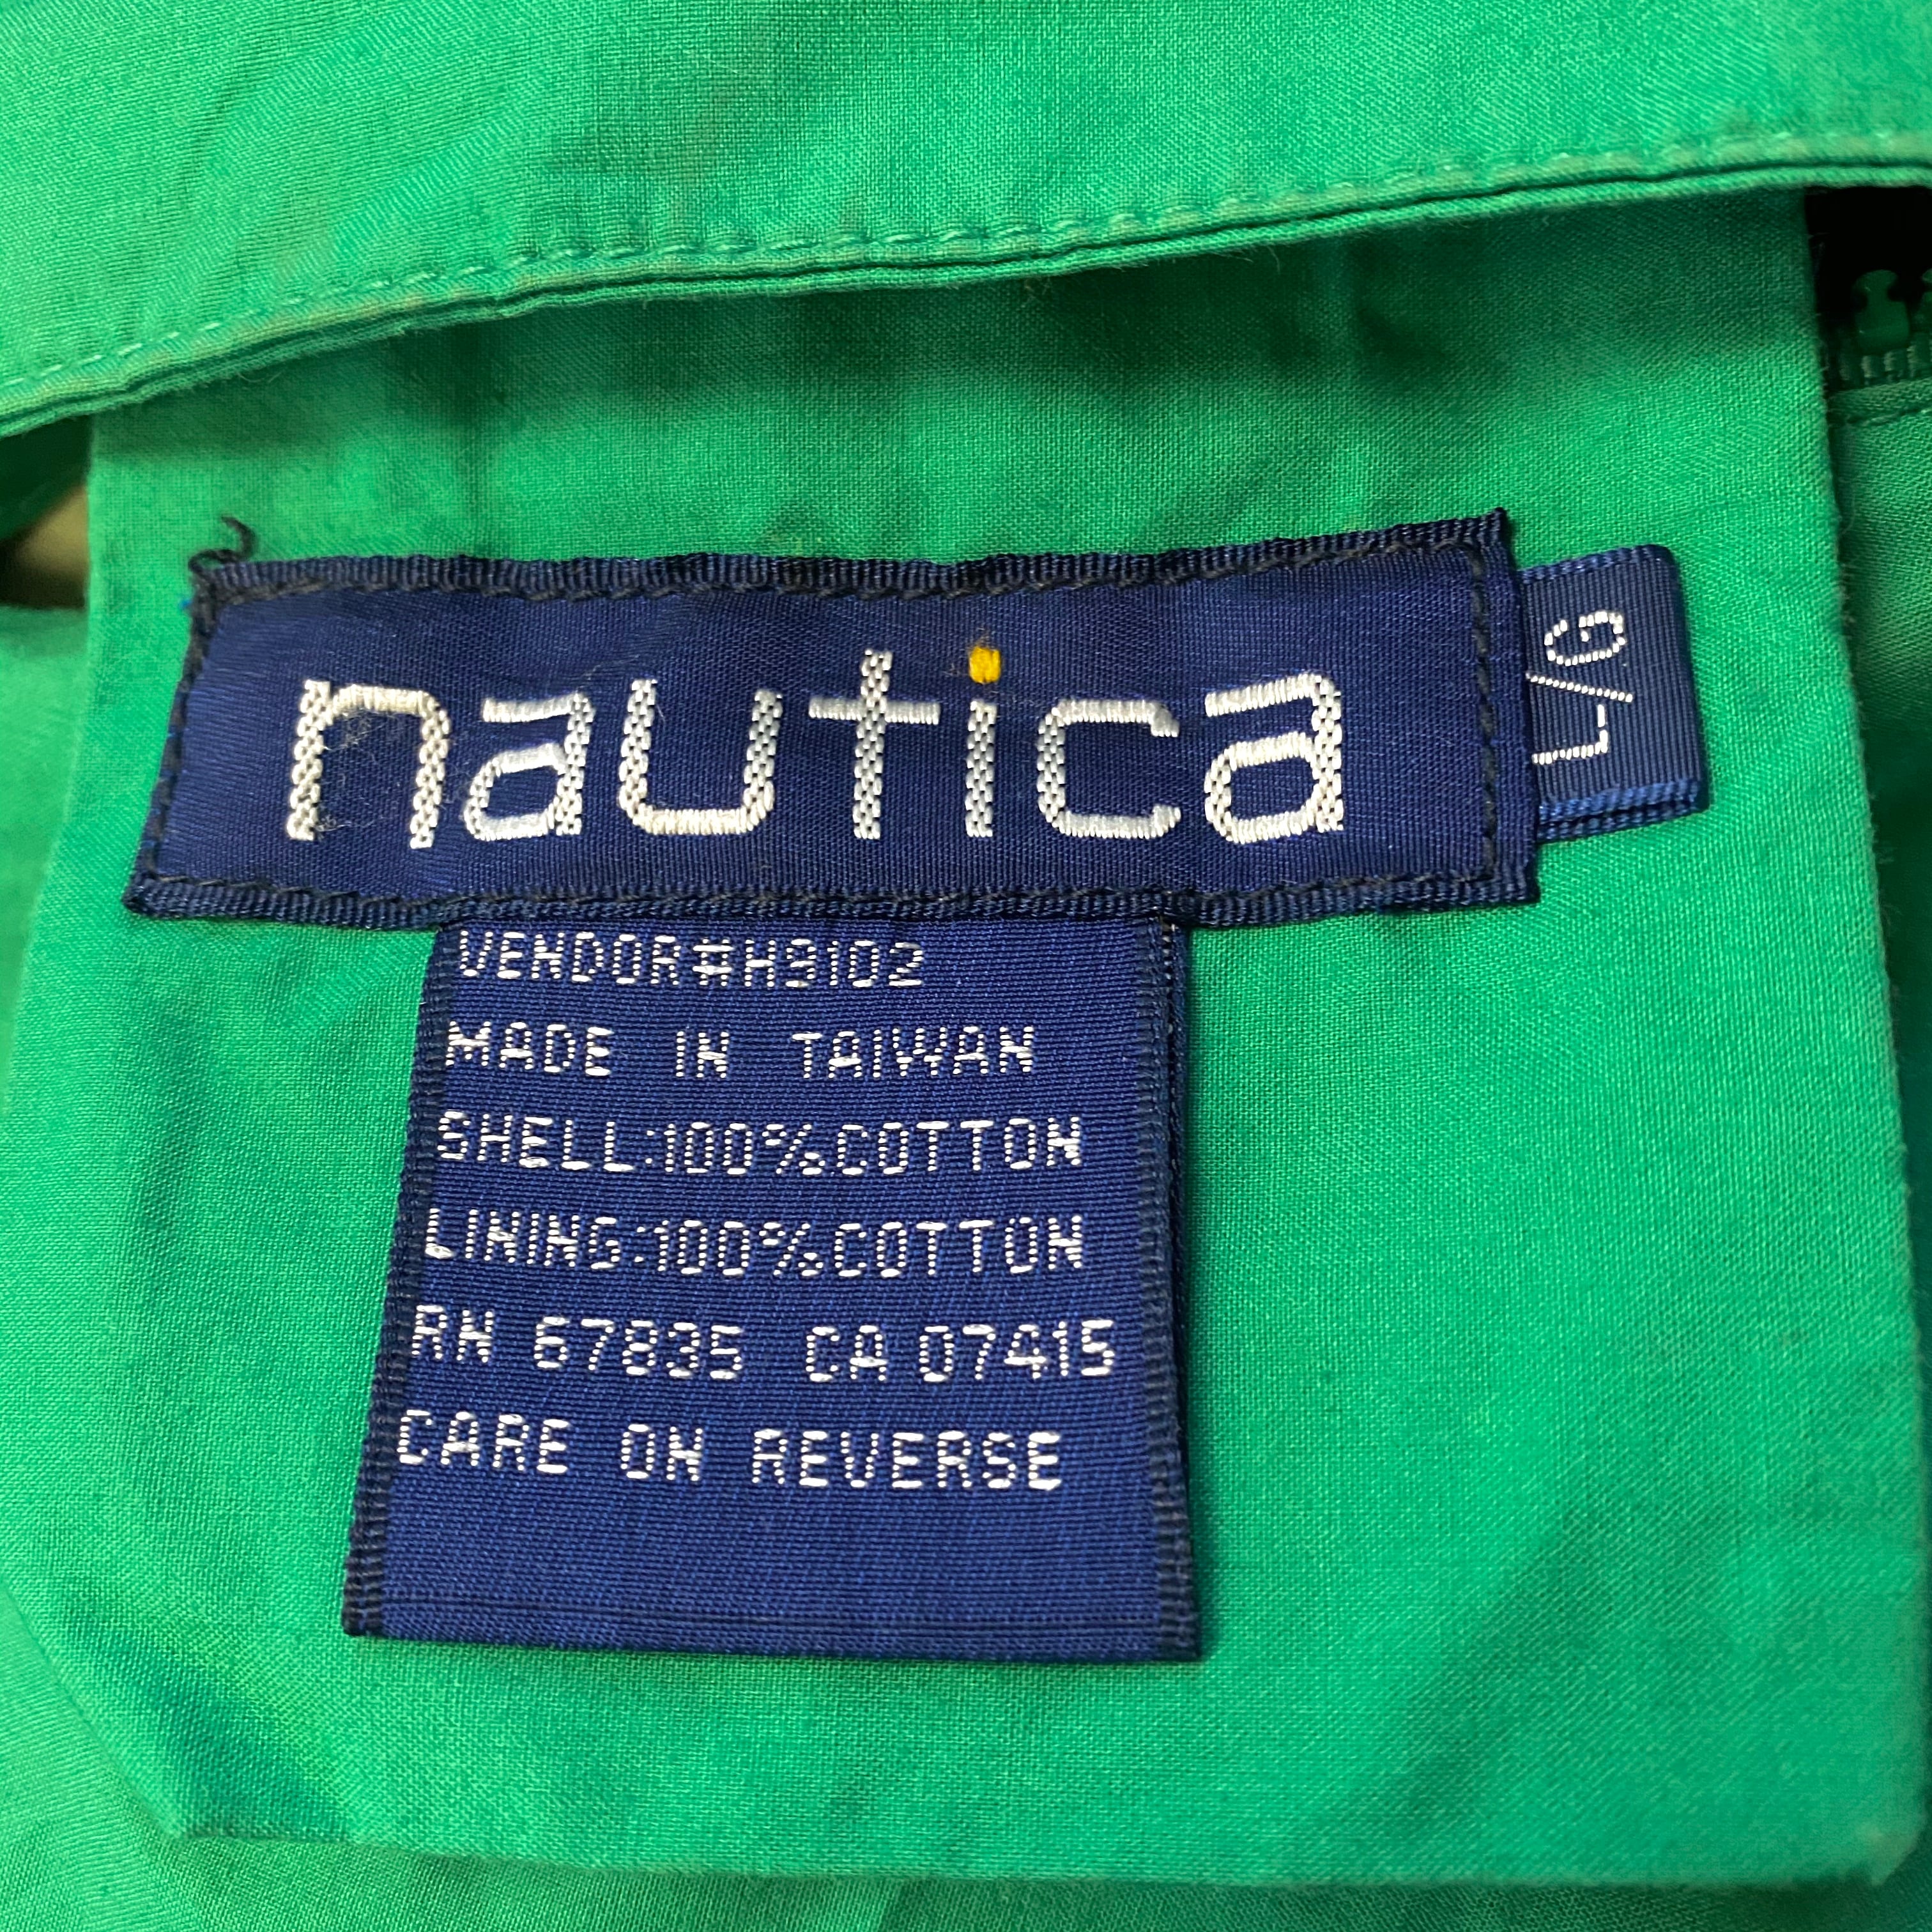 nautica
L/G
VENDOR#H9102
MADE IN TAIWAN
SHELL:100%COTTON
LINING:100%COTTON
RN 67835 CA 07415
CARE ON REVERSE